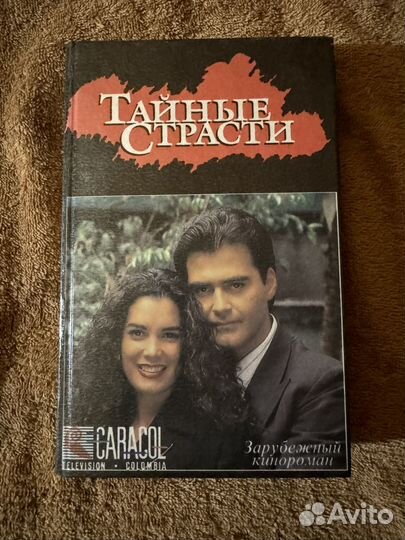 ТАЙНЫЕ
СТРАСТИ
CARACOL
TELEVISION • COLOMBIA
Зарубежный
кинороман
Avito